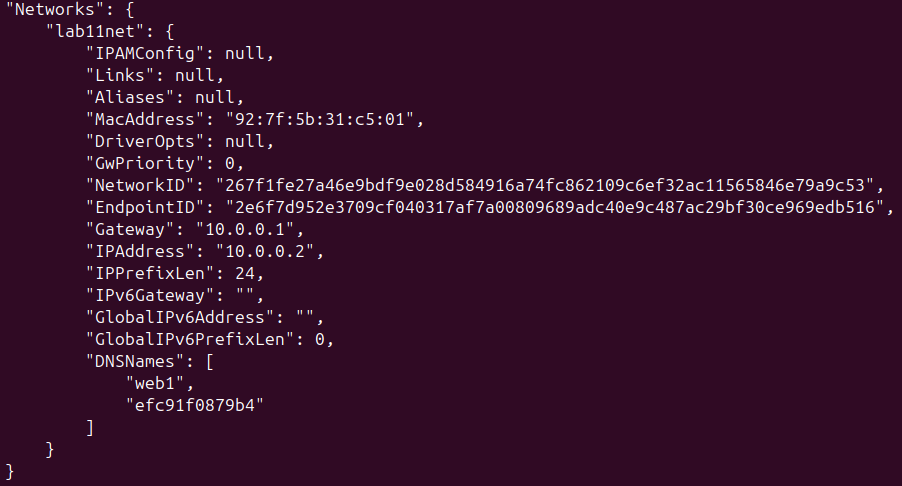 "Networks": {
    "lab11net": {
        "IPAMConfig": null,
        "Links": null,
        "Aliases": null,
        "MacAddress": "92:7f:5b:31:c5:01",
        "DriverOpts": null,
        "GwPriority": 0,
        "NetworkID": "267f1fe27a46e9bdf9e028d584916a74fc862109c6ef32ac11565846e79a9c53",
        "EndpointID": "2e6f7d952e3709cf040317af7a00809689adc40e9c487ac29bf30ce969edb516",
        "Gateway": "10.0.0.1",
        "IPAddress": "10.0.0.2",
        "IPPrefixLen": 24,
        "IPv6Gateway": "",
        "GlobalIPv6Address": "",
        "GlobalIPv6PrefixLen": 0,
        "DNSNames": [
            "web1",
            "efc91f0879b4"
        ]
    }
}